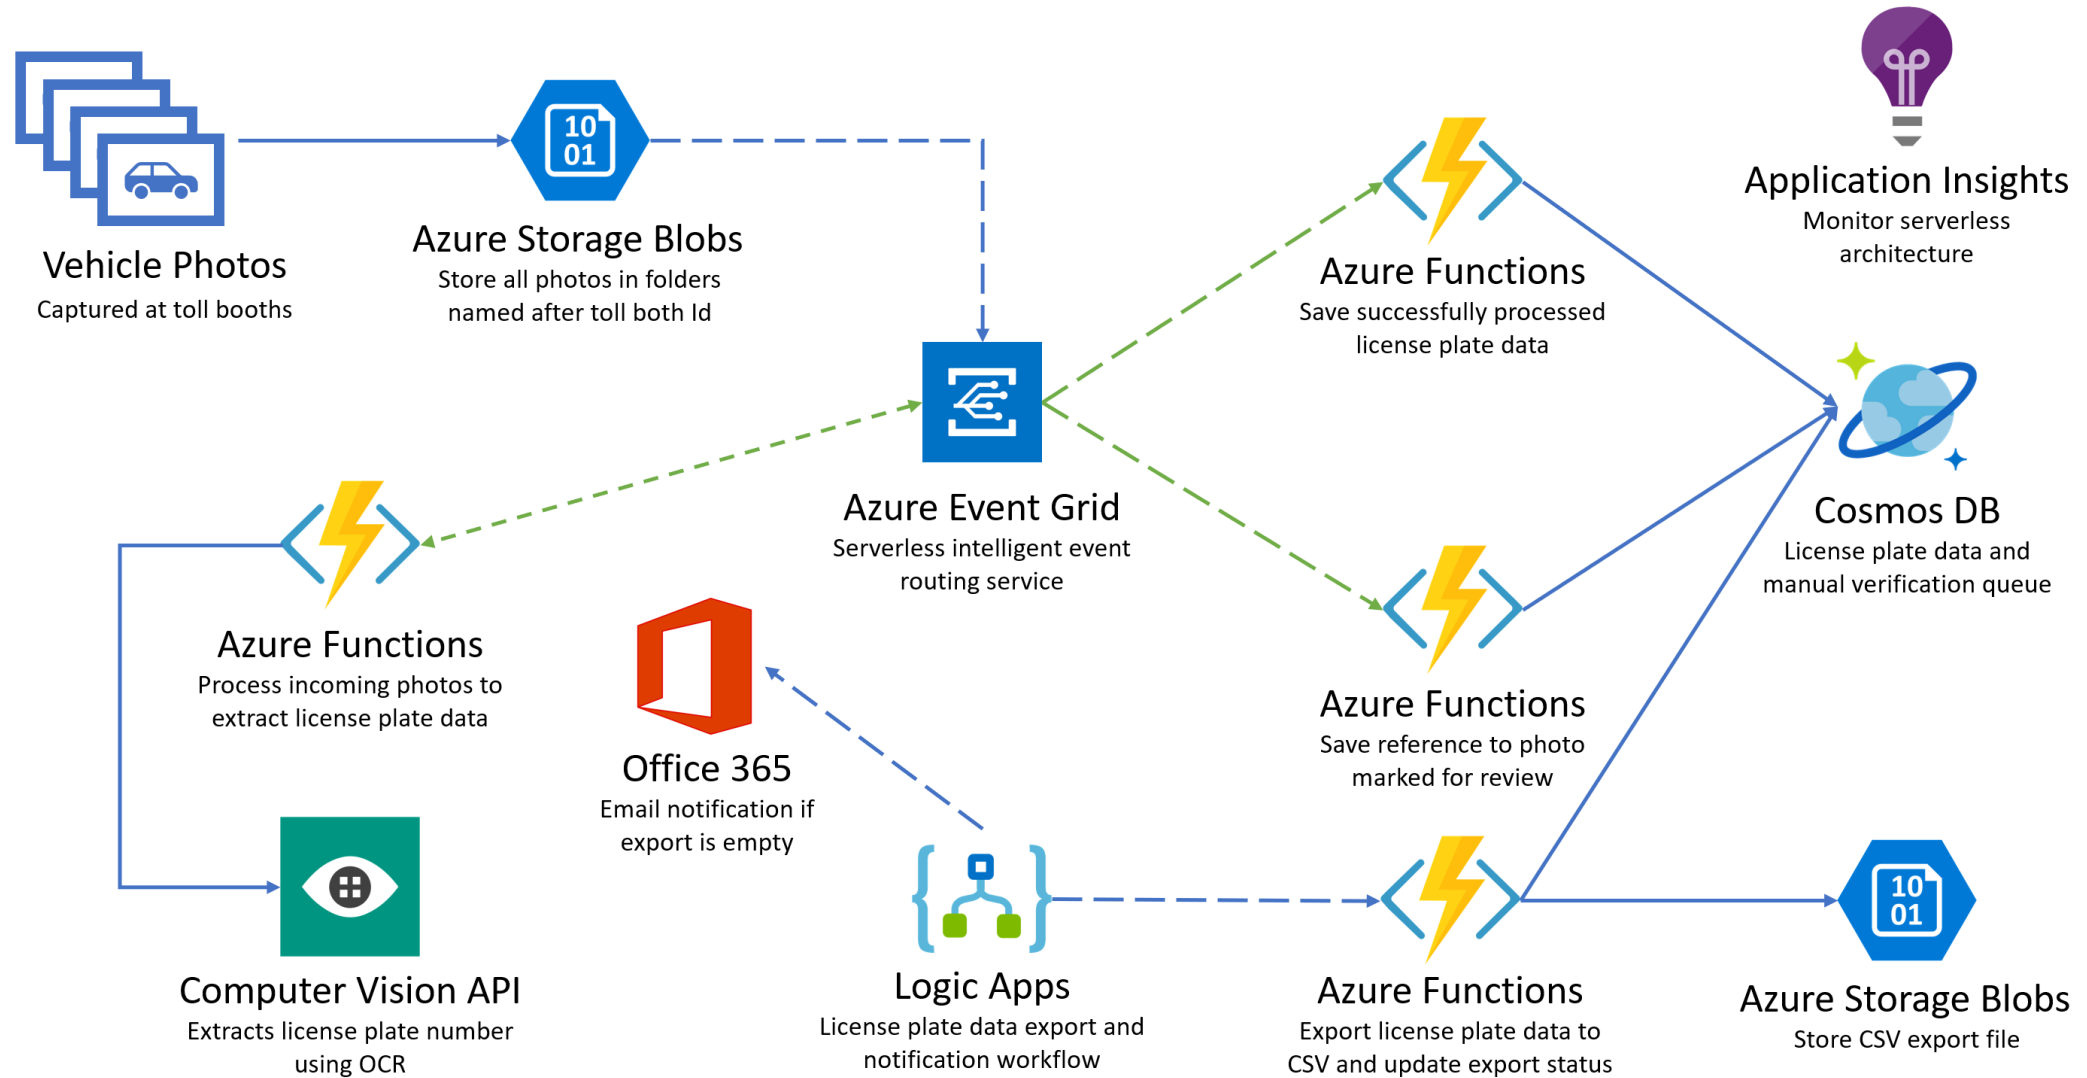 Vehicle Photos
Captured at toll booths
10
01
Azure Storage Blobs
Store all photos in folders
named after toll both Id
Azure Event Grid
Serverless intelligent event
routing service
Azure Functions
Save successfully processed
license plate data
Application Insights
Monitor serverless
architecture
Cosmos DB
License plate data and
manual verification queue
Azure Functions
Process incoming photos to
extract license plate data
Office 365
Email notification if
export is empty
Azure Functions
Save reference to photo
marked for review
Computer Vision API
Extracts license plate number
using OCR
Logic Apps
License plate data export and
notification workflow
Azure Functions
Export license plate data to
CSV and update export status
10
01
Azure Storage Blobs
Store CSV export file